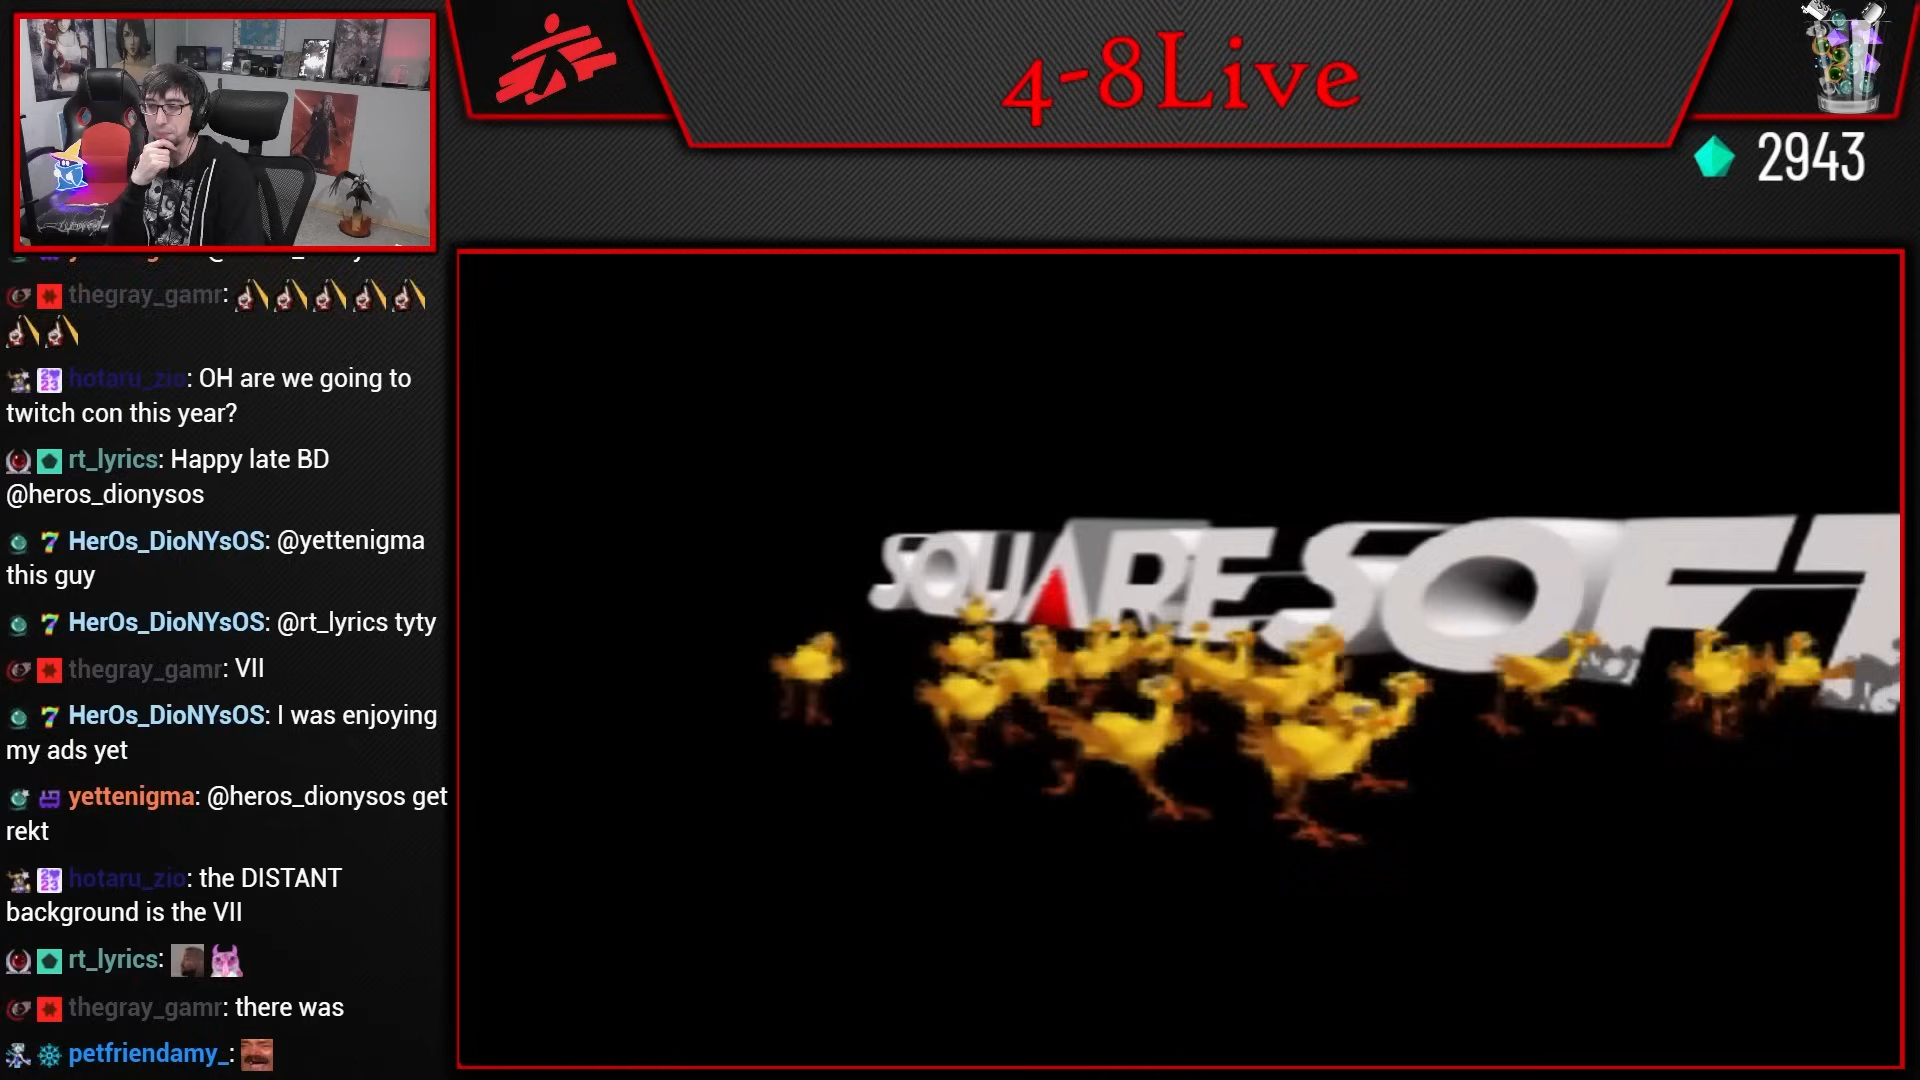 4-8Live
2943
thegray_gamr:
hotaru_zio: OH are we going to
twitch con this year?
rt_lyrics: Happy late BD
@heros_dionysos
HerOs_DioNYsOS: @yettenigma
this guy
HerOs_DioNYsOS: @rt_lyrics tyty
thegray_gamr: VII
HerOs_DioNYsOS: I was enjoying
my ads yet
yettenigma: @heros_dionysos get
rekt
hotaru_zio: the DISTANT
background is the VII
rt_lyrics:
thegray_gamr: there was
petfriendamy_:
SQUARESOFT